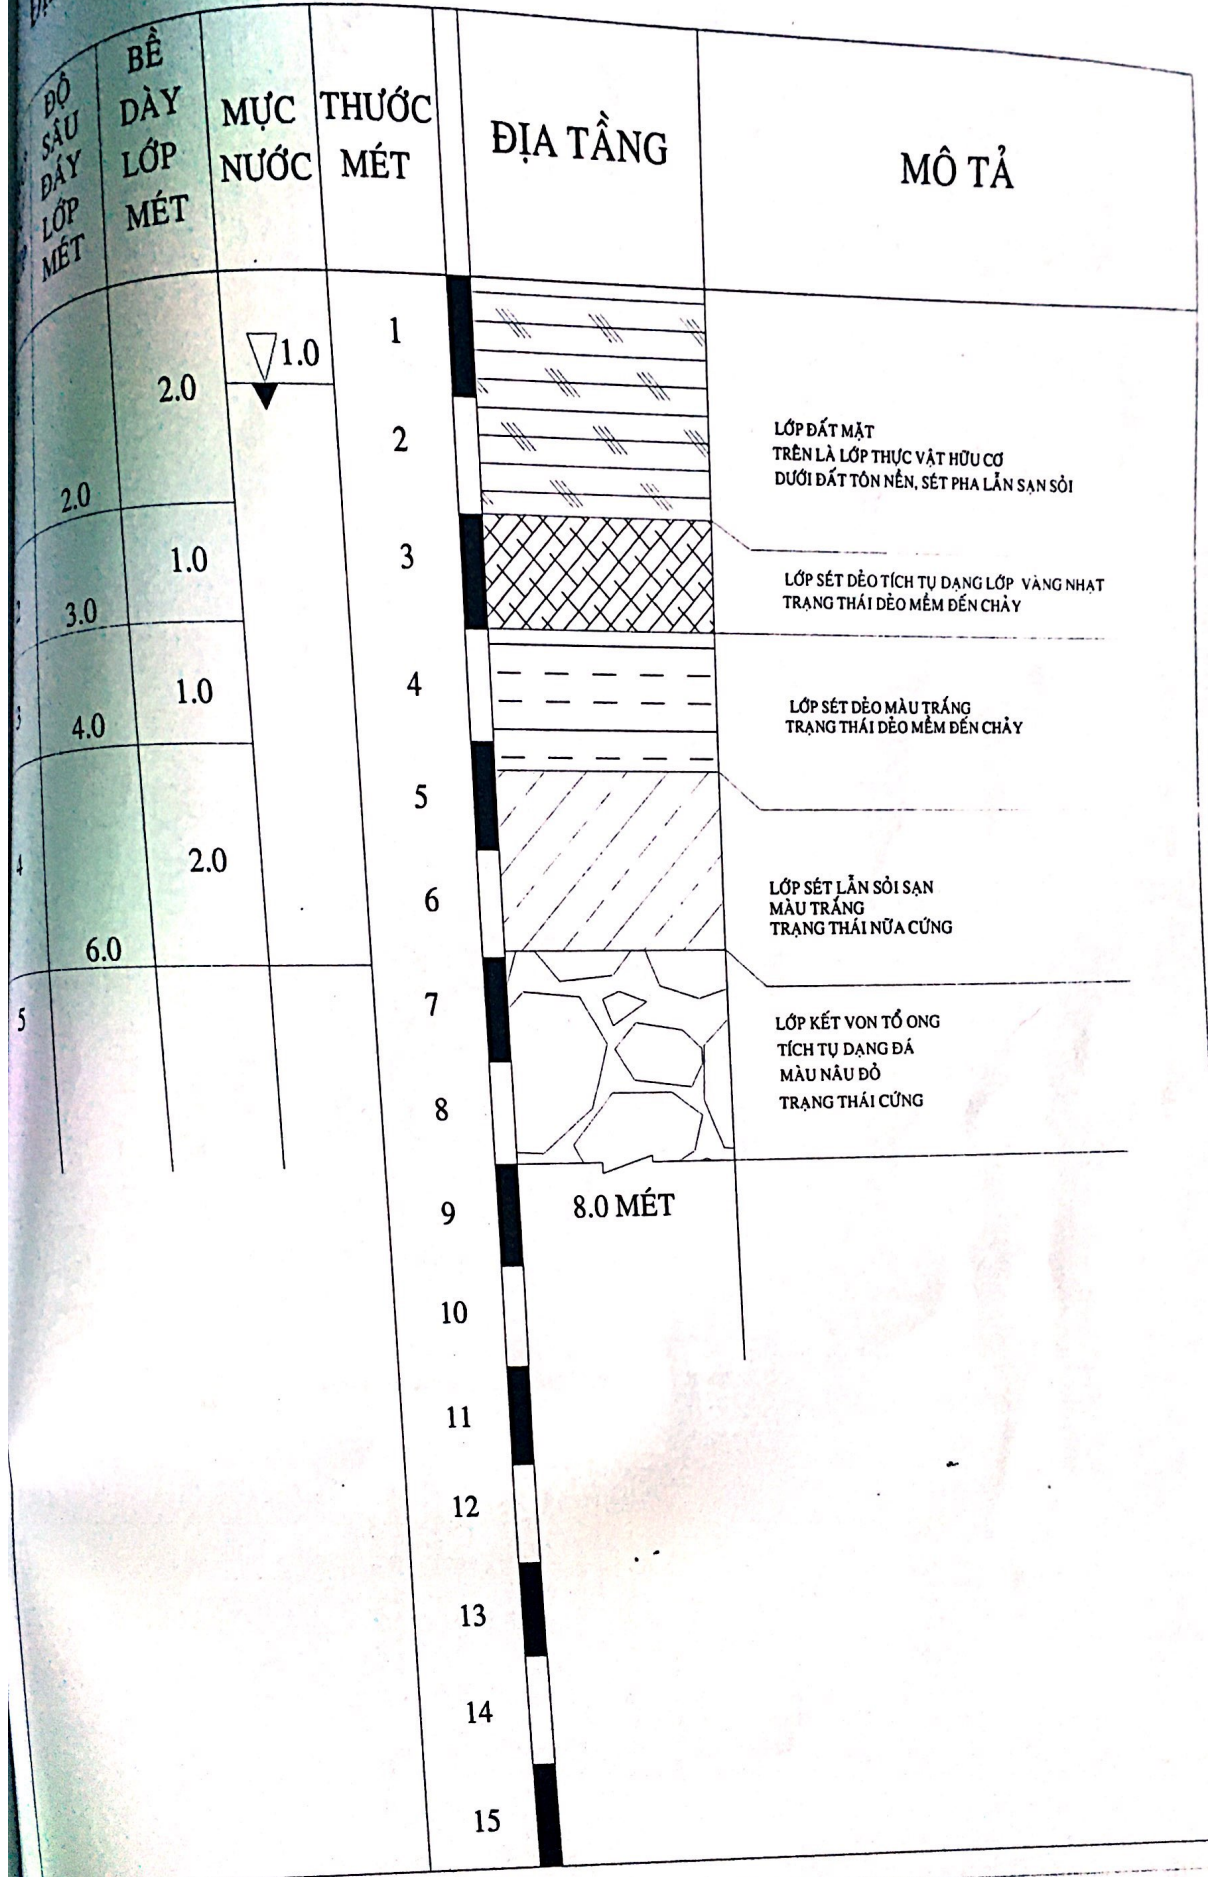 ĐỘ
SÂU
ĐÁY
LỚP
MÉT
BỀ
DÀY
LỚP
MÉT
MỰC
NƯỚC
THƯỚC
MÉT
ĐỊA TẦNG
MÔ TẢ
1
1.0
2.0
2
LỚP ĐẤT MẶT
TRÊN LÀ LỚP THỰC VẬT HỮU CƠ
DƯỚI ĐẤT TÔN NỀN, SÉT PHA LẪN SẠN SỎI
2.0
1.0
3
LỚP SÉT DẺO TÍCH TỤ DẠNG LỚP VÀNG NHẠT
TRẠNG THÁI DẺO MỀM ĐẾN CHẢY
2
3.0
1.0
4
LỚP SÉT DẺO MÀU TRẮNG
TRẠNG THÁI DẺO MỀM ĐẾN CHẢY
3
4.0
5
4
2.0
6
LỚP SÉT LẪN SỎI SẠN
MÀU TRẮNG
TRẠNG THÁI NỮA CỨNG
6.0
5
7
LỚP KẾT VON TỔ ONG
TÍCH TỤ DẠNG ĐÁ
MÀU NÂU ĐỎ
TRẠNG THÁI CỨNG
8
9
8.0 MÉT
10
11
12
13
14
15